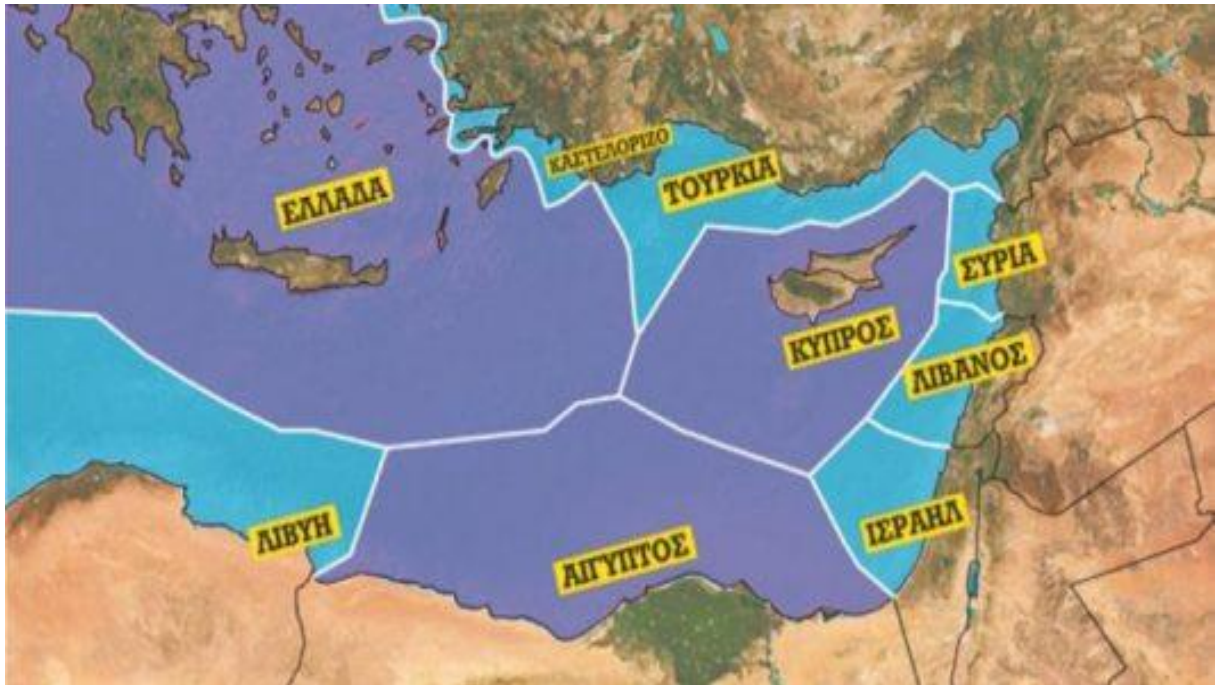 ΚΑΣΤΕΛΟΡΙΖΟ
ΤΟΥΡΚΙΑ
ΕΛΛΑΔΑ
ΣΥΡΙΑ
ΚΥΠΡΟΣ
ΛΙΒΑΝΟΣ
ΛΙΒΥΗ
ΙΣΡΑΗΛ
ΑΙΓΥΠΤΟΣ